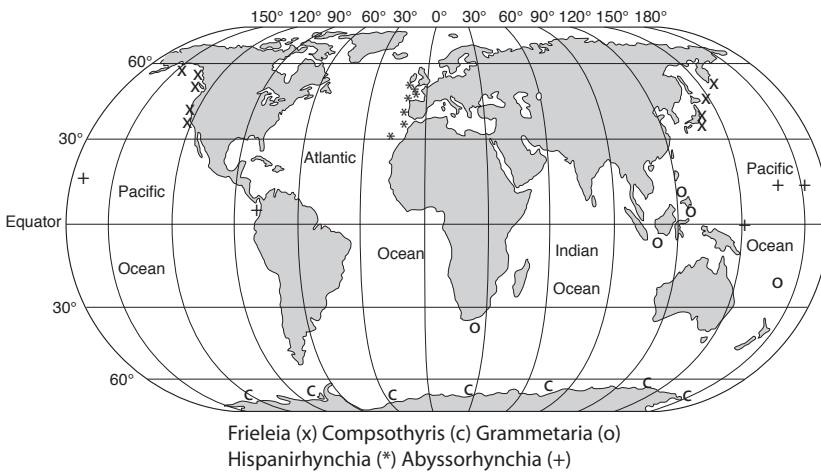 150° 120° 90° 60° 30° 0° 30° 60° 90° 120° 150° 180°
60°
30°
Atlantic
Pacific
Pacific
Equator
Ocean
Ocean
Indian
Ocean
Ocean
30°
60°
Frieleia (x) Compsothyris (c) Grammetaria (o)
Hispanirhynchia (*) Abyssorhynchia (+)